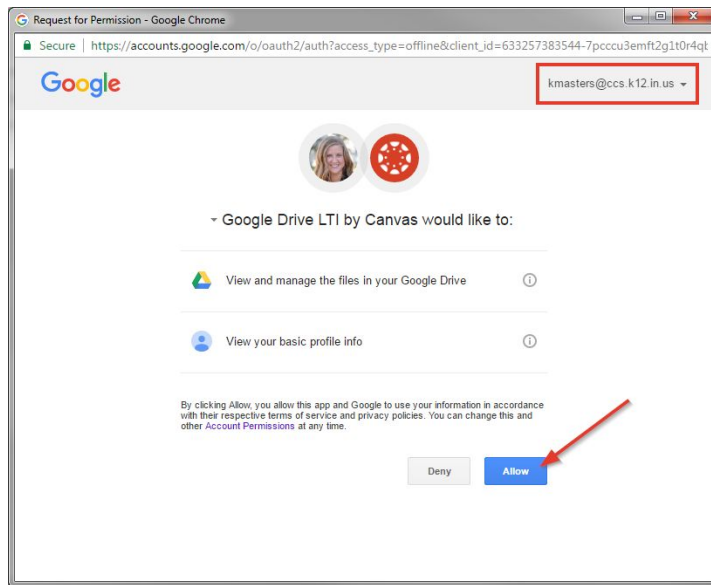 Request for Permission - Google Chrome
Secure | https://accounts.google.com/o/oauth2/auth?access_type=offline&client_id=633257383544-7pcccu3emft2g1t0r4qt
Google
kmasters@ccs.k12.in.us
Google Drive LTI by Canvas would like to:
View and manage the files in your Google Drive
View your basic profile info
By clicking Allow, you allow this app and Google to use your information in accordance
with their respective terms of service and privacy policies. You can change this and
other Account Permissions at any time.
Deny
Allow